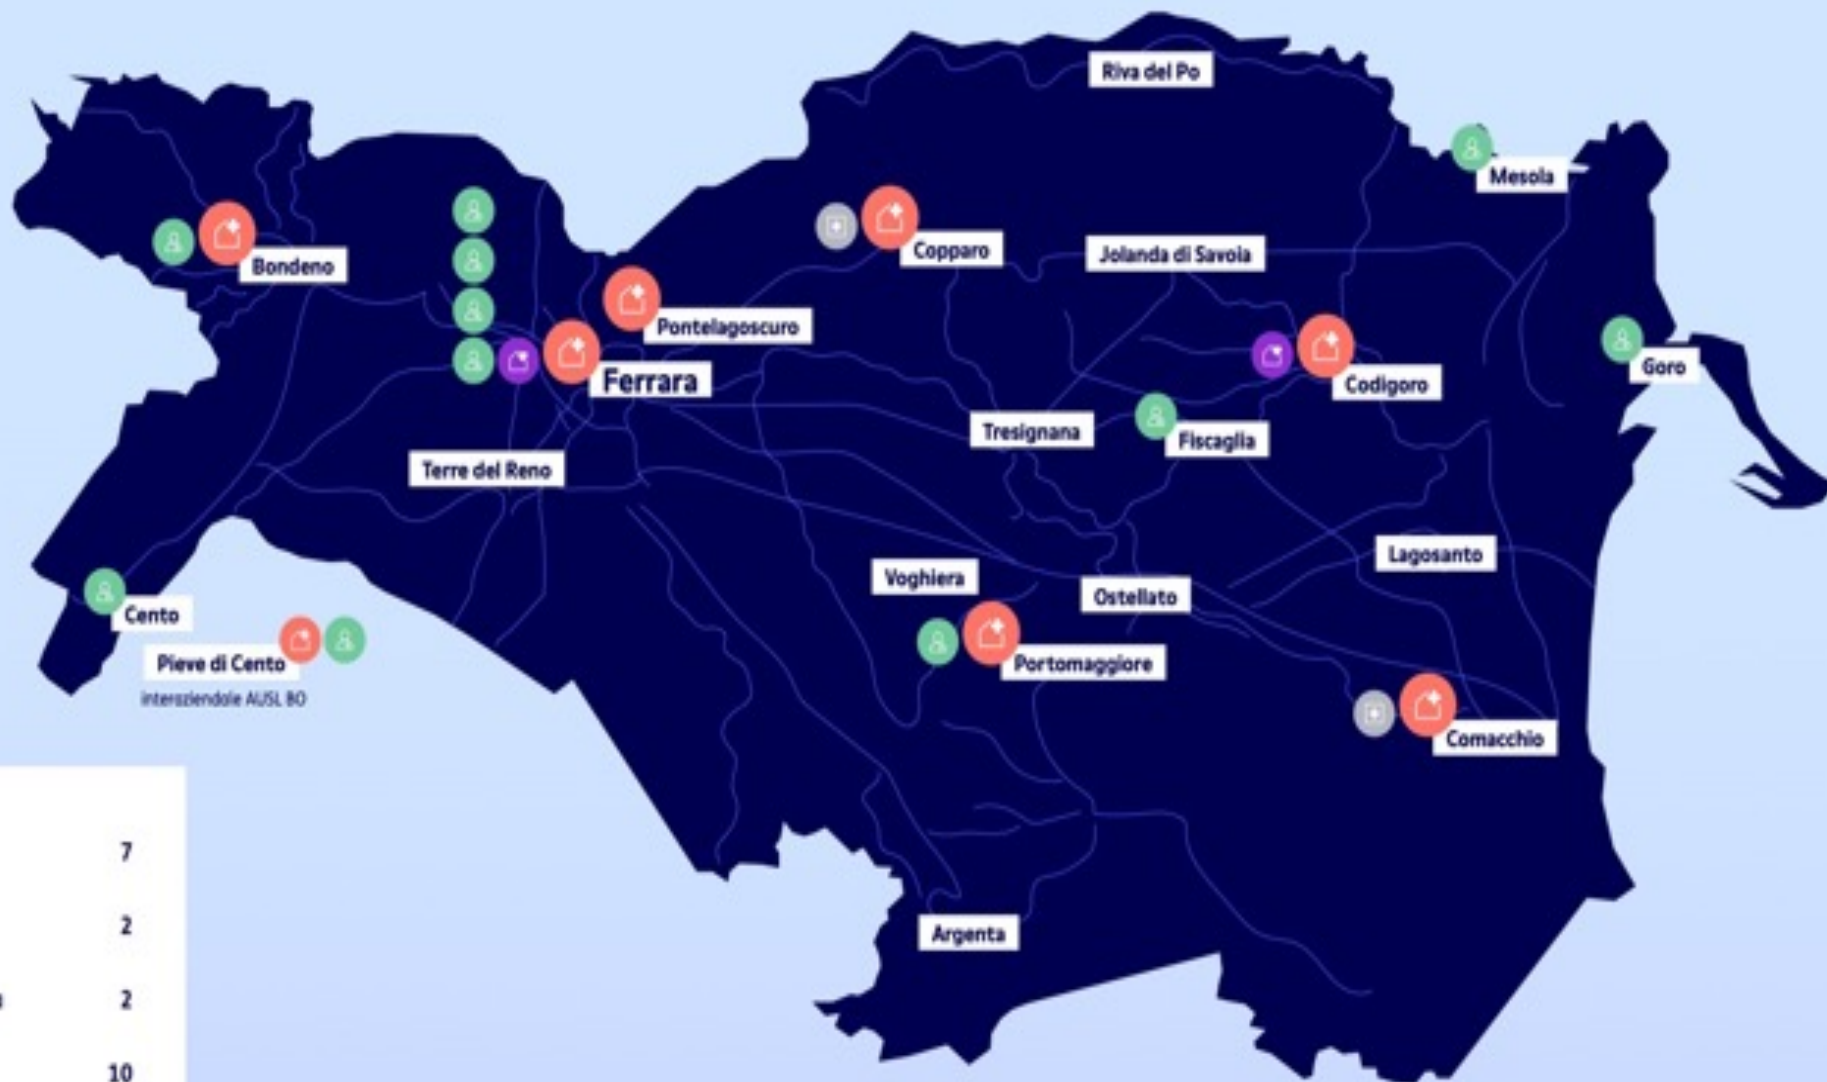 Riva del Po
Mesola
Bondeno
Copparo
Jolanda di Savoia
Pontelagoscuro
Goro
Ferrara
Codigoro
Tresignana
Fiscaglia
Terre del Reno
Lagosanto
Voghiera
Ostellato
Cento
Pieve di Cento
interaziendale AUSL BO
Portomaggiore
Comacchio
7
2
Argenta
2
10